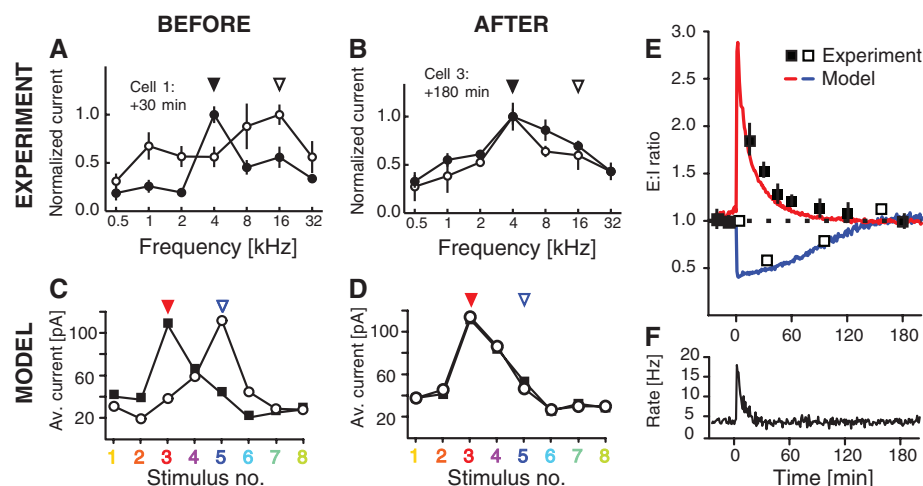 BEFORE
AFTER
EXPERIMENT
MODEL
A
Cell 1:
+30 min
Normalized current
1.0
0.5
0.0
0.5 1 2 4 8 16 32
Frequency [kHz]
B
Cell 3:
+180 min
Normalized current
1.0
0.5
0.0
0.5 1 2 4 8 16 32
Frequency [kHz]
C
Av. current [pA]
100
60
20
1 2 3 4 5 6 7 8
Stimulus no.
D
Av. current [pA]
100
60
20
1 2 3 4 5 6 7 8
Stimulus no.
E
Experiment
Model
E:I ratio
3.0
2.5
2.0
1.5
1.0
0.5
0 60 120 180
F
Rate [Hz]
20
15
10
5
0
0 60 120 180
Time [min]